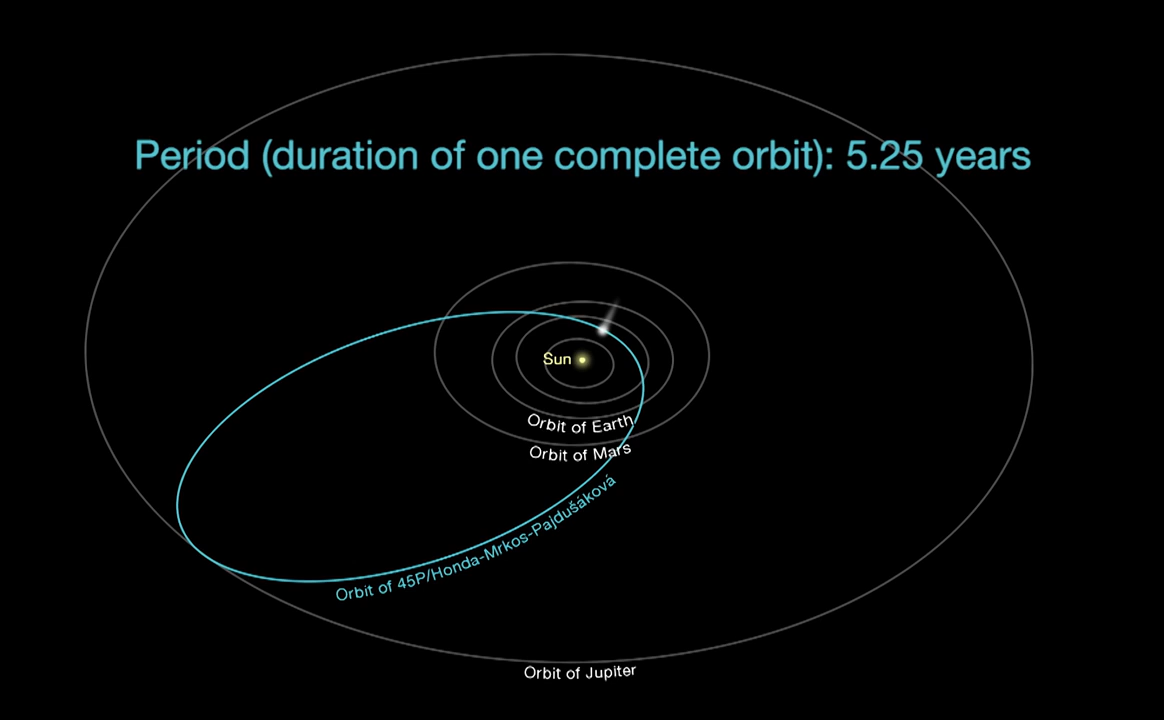 Period (duration of one complete orbit): 5.25 years
Sun
Orbit of Earth
Orbit of Mars
Orbit of 45P/Honda-Mrkos-Pajdušáková
Orbit of Jupiter